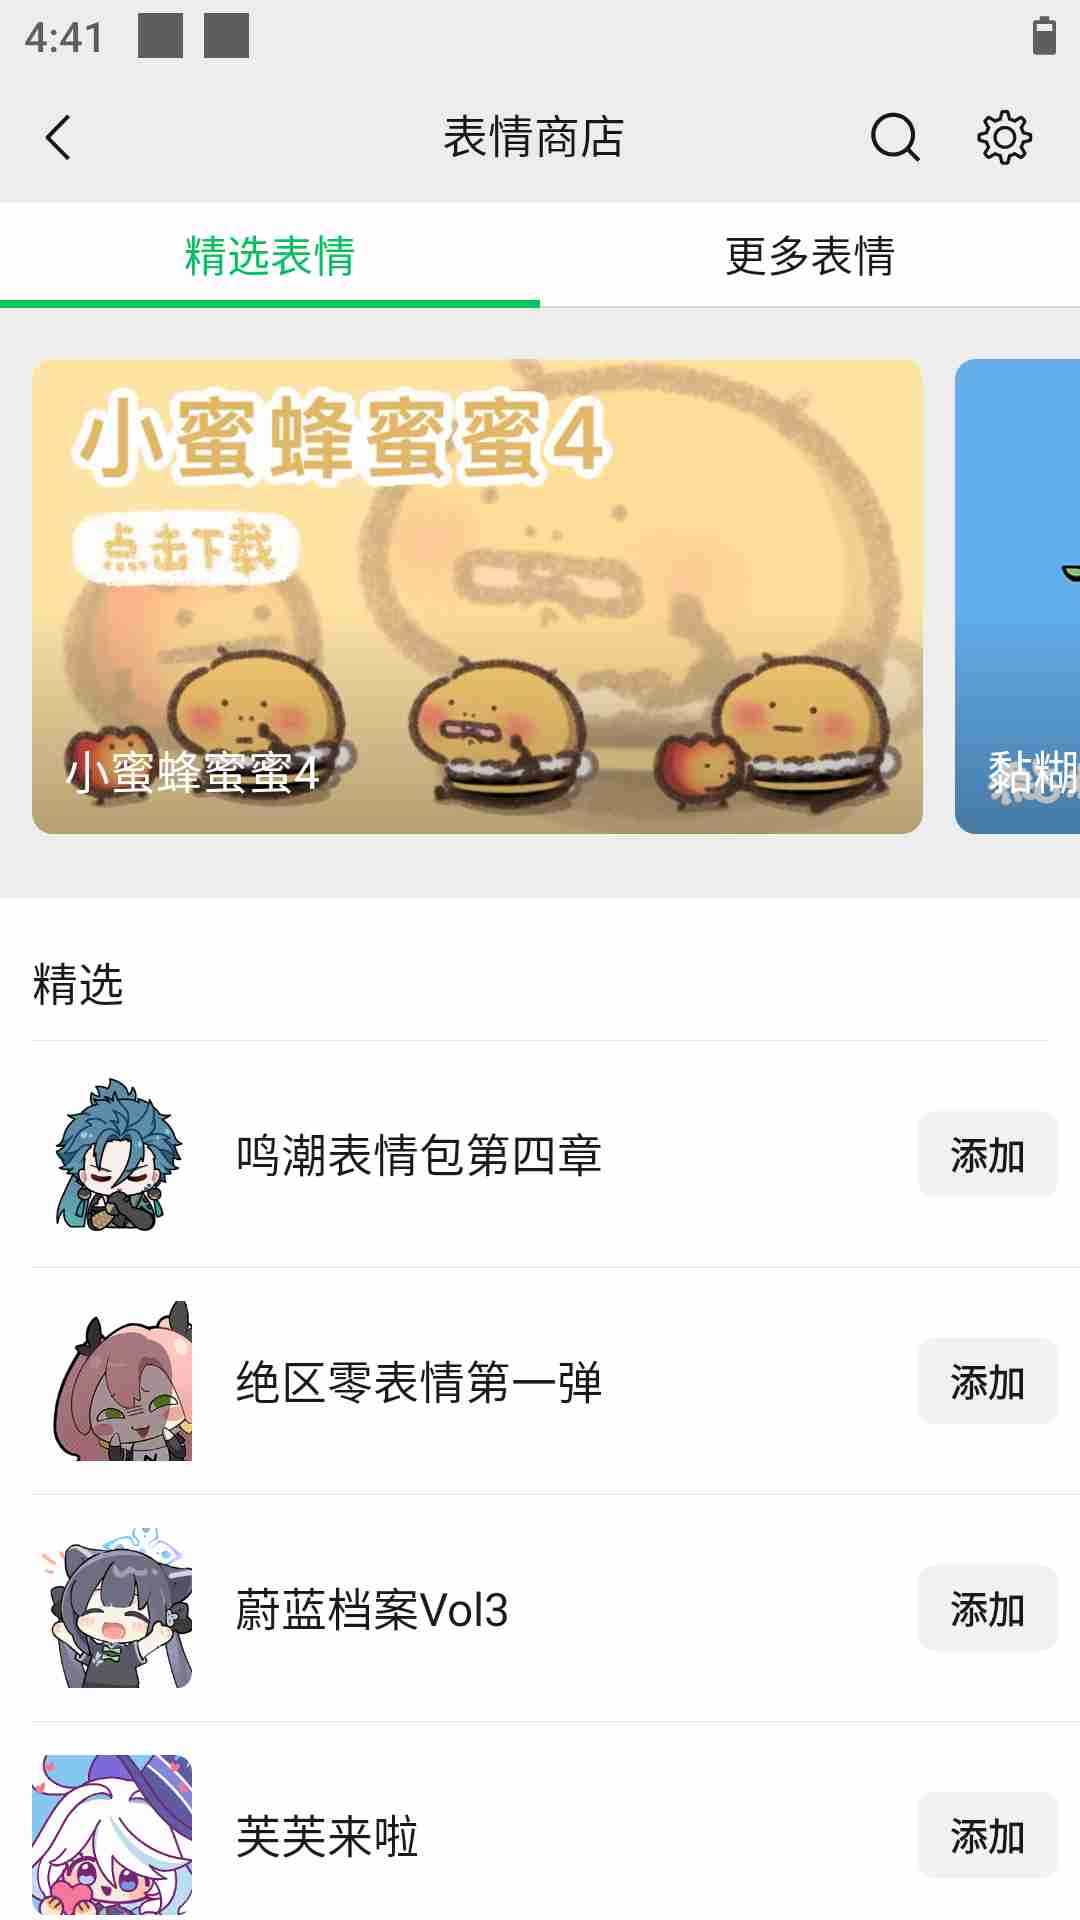 4:41
表情商店
精选表情
更多表情
小蜜蜂蜜蜜4
点击下载
小蜜蜂蜜蜜4
黏糊
精选
鸣潮表情包第四章
添加
绝区零表情第一弹
添加
蔚蓝档案Vol3
添加
芙芙来啦
添加